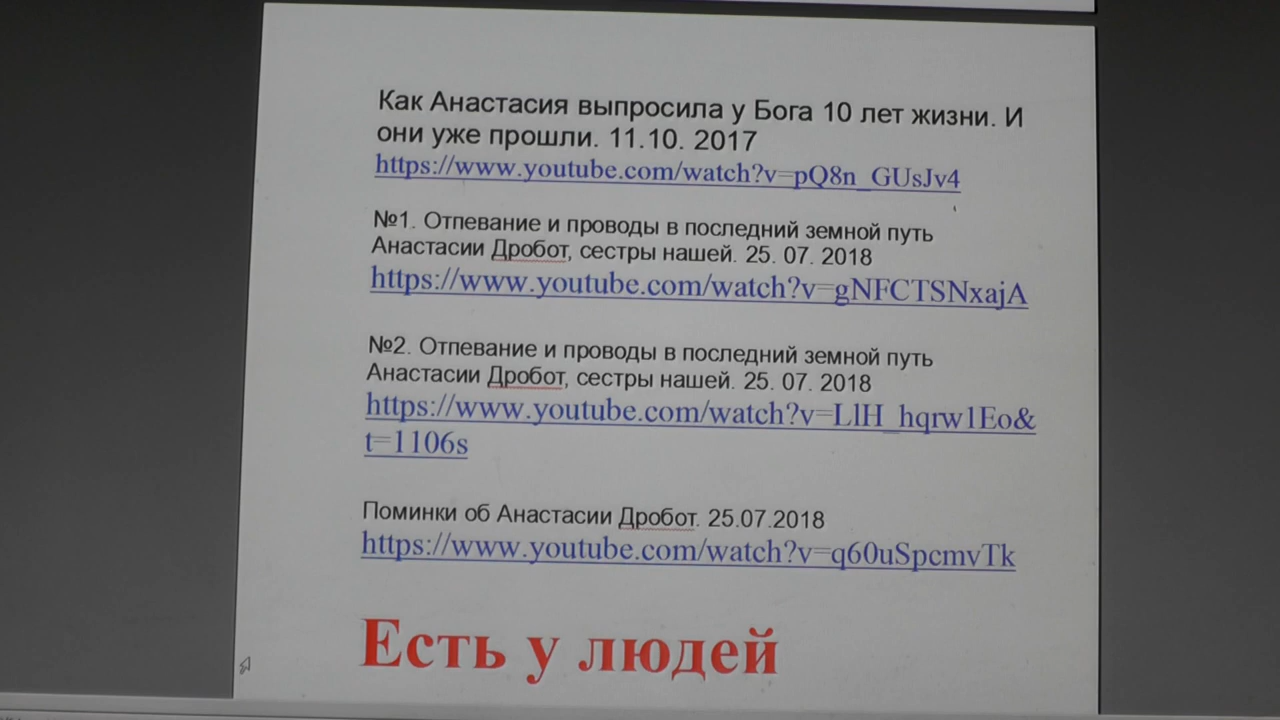 Как Анастасия выпросила у Бога 10 лет жизни. И
они уже прошли. 11.10. 2017
https://www.youtube.com/watch?v=pQ8n_GUsJv4
№1. Отпевание и проводы в последний земной путь
Анастасии Дробот, сестры нашей. 25. 07. 2018
https://www.youtube.com/watch?v=gNFCTSNxajA
№2. Отпевание и проводы в последний земной путь
Анастасии Дробот, сестры нашей. 25. 07. 2018
https://www.youtube.com/watch?v=LlH_hqrw1Eo&
t=1106s
Поминки об Анастасии Дробот. 25.07.2018
https://www.youtube.com/watch?v=q60uSpcmvTk
Есть у людей